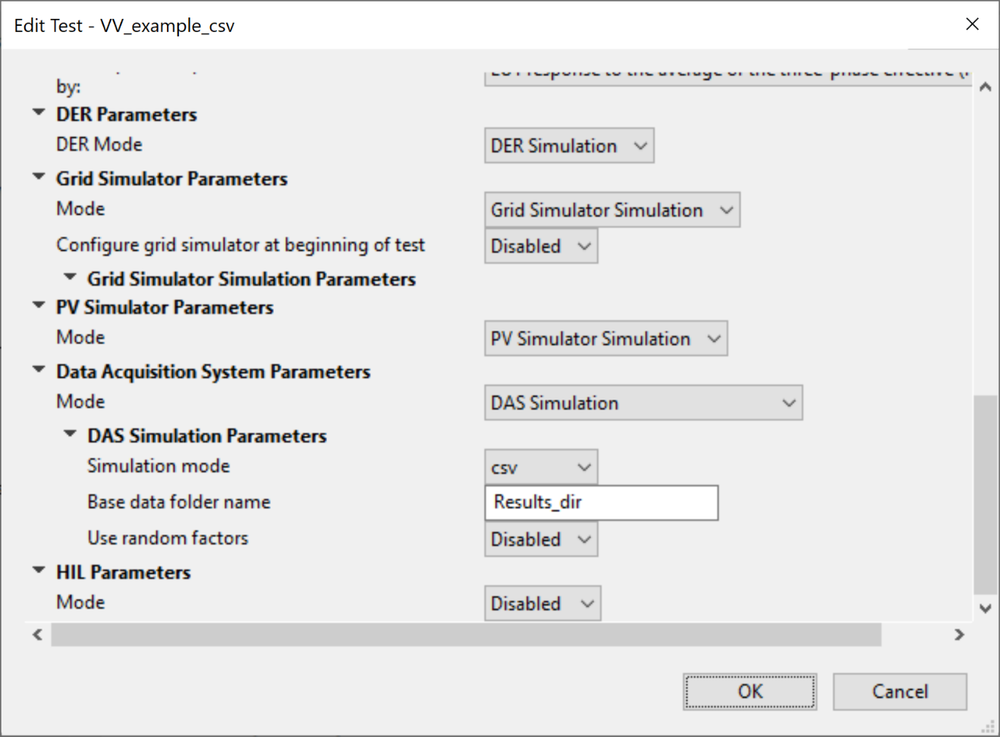 Edit Test - VV_example_csv
by:
DER Parameters
DER Mode
DER Simulation
Grid Simulator Parameters
Mode
Grid Simulator Simulation
Configure grid simulator at beginning of test
Disabled
Grid Simulator Simulation Parameters
PV Simulator Parameters
Mode
PV Simulator Simulation
Data Acquisition System Parameters
Mode
DAS Simulation
DAS Simulation Parameters
Simulation mode
csv
Base data folder name
Results_dir
Use random factors
Disabled
HIL Parameters
Mode
Disabled
OK
Cancel